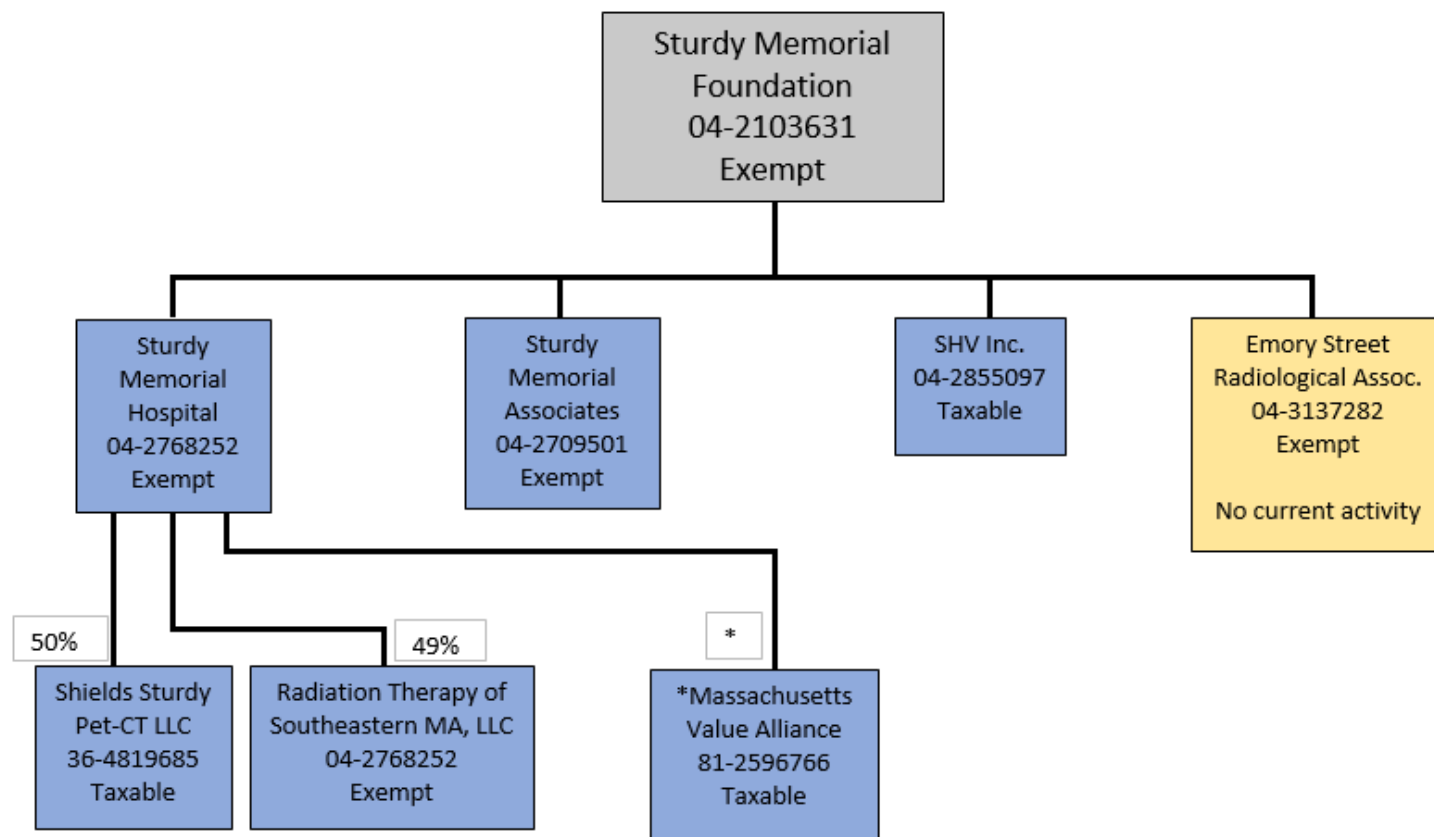 Sturdy Memorial
Foundation
04-2103631
Exempt
Sturdy
Memorial
Hospital
04-2768252
Exempt
Sturdy
Memorial
Associates
04-2709501
Exempt
SHV Inc.
04-2855097
Taxable
Emory Street
Radiological Assoc.
04-3137282
Exempt
No current activity
50%
49%
*
Shields Sturdy
Pet-CT LLC
36-4819685
Taxable
Radiation Therapy of
Southeastern MA, LLC
04-2768252
Exempt
*Massachusetts
Value Alliance
81-2596766
Taxable